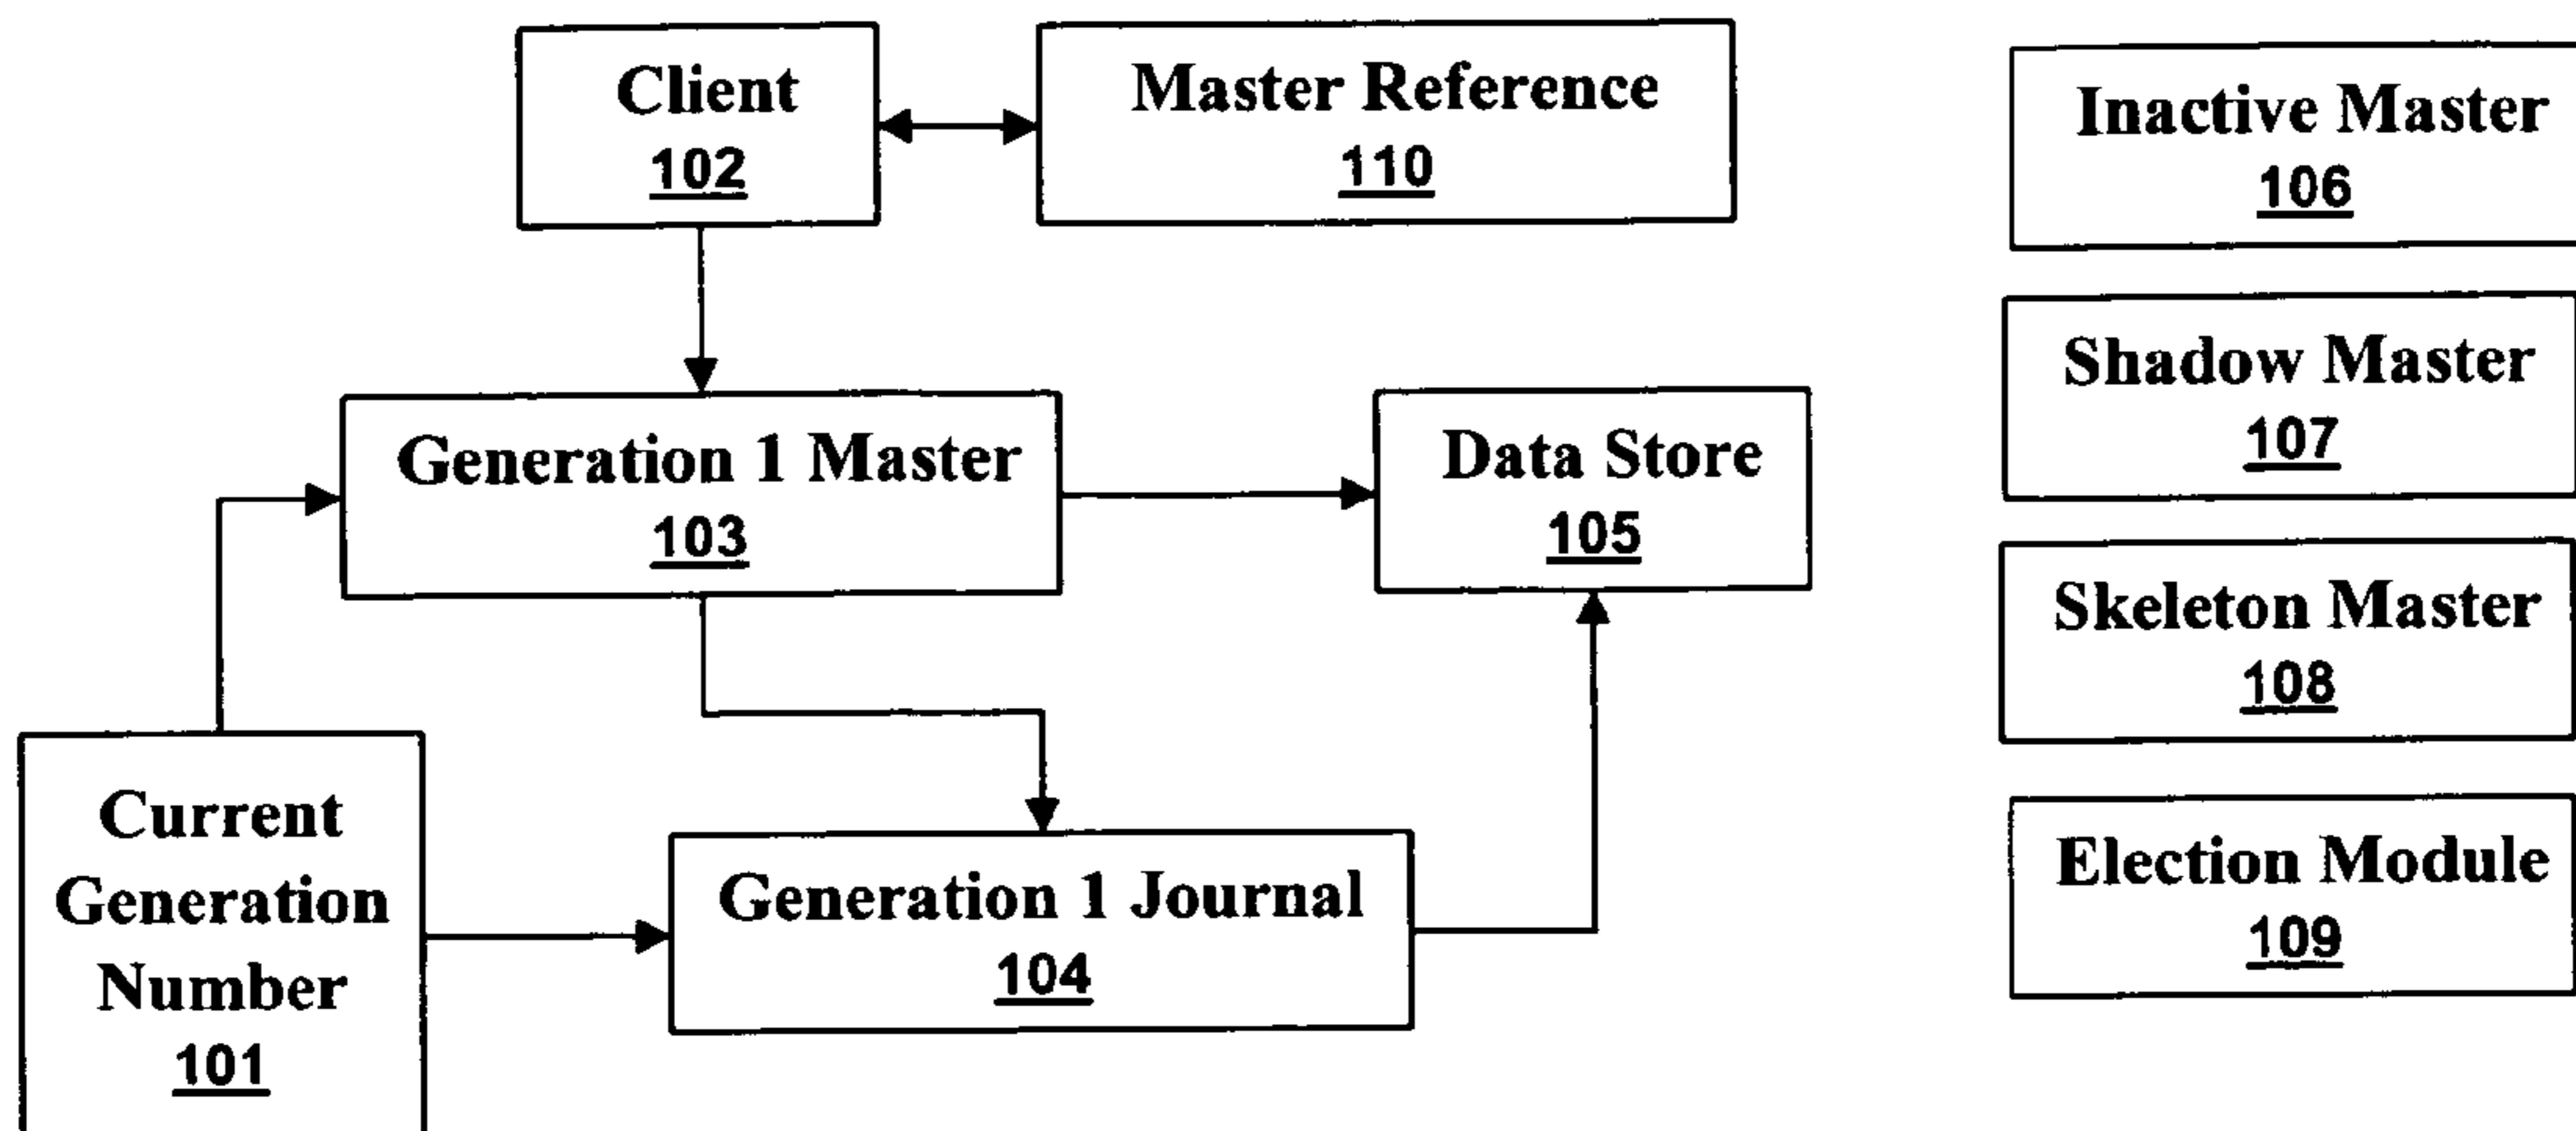 Client
102
Master Reference
110
Inactive Master
106
Shadow Master
107
Generation 1 Master
103
Data Store
105
Skeleton Master
108
Current
Generation
Number
101
Generation 1 Journal
104
Election Module
109